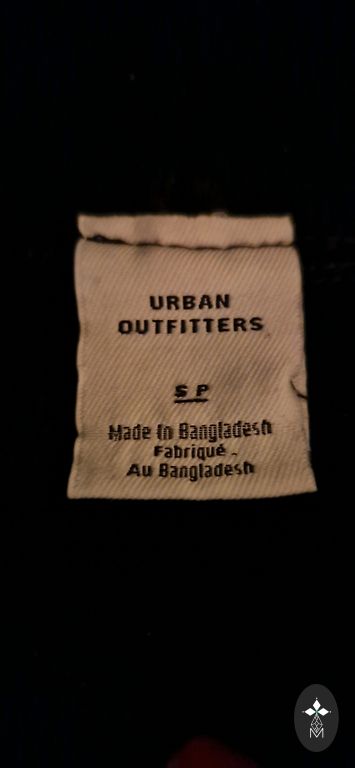 URBAN
OUTFITTERS
S P
Made In Bangladesh
Fabriqué
Au Bangladesh
M